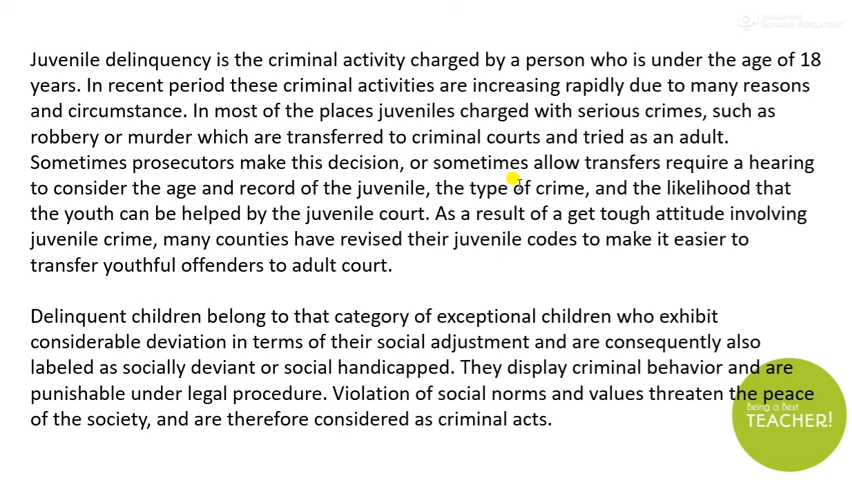 Juvenile delinquency is the criminal activity charged by a person who is under the age of 18
years. In recent period these criminal activities are increasing rapidly due to many reasons
and circumstance. In most of the places juveniles charged with serious crimes, such as
robbery or murder which are transferred to criminal courts and tried as an adult.
Sometimes prosecutors make this decision, or sometimes allow transfers require a hearing
to consider the age and record of the juvenile, the type of crime, and the likelihood that
the youth can be helped by the juvenile court. As a result of a get tough attitude involving
juvenile crime, many counties have revised their juvenile codes to make it easier to
transfer youthful offenders to adult court.
Delinquent children belong to that category of exceptional children who exhibit
considerable deviation in terms of their social adjustment and are consequently also
labeled as socially deviant or social handicapped. They display criminal behavior and are
punishable under legal procedure. Violation of social norms and values threaten the peace
of the society, and are therefore considered as criminal acts.
Being a Best
TEACHER!